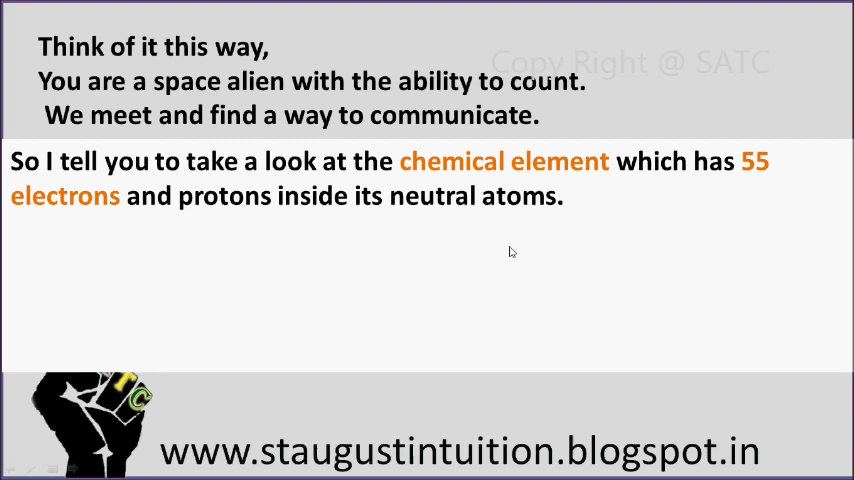 Think of it this way,
Copy Right @ SATC
You are a space alien with the ability to count.
We meet and find a way to communicate.
So I tell you to take a look at the chemical element which has 55
electrons and protons inside its neutral atoms.
TC
www.staugustintuition.blogspot.in